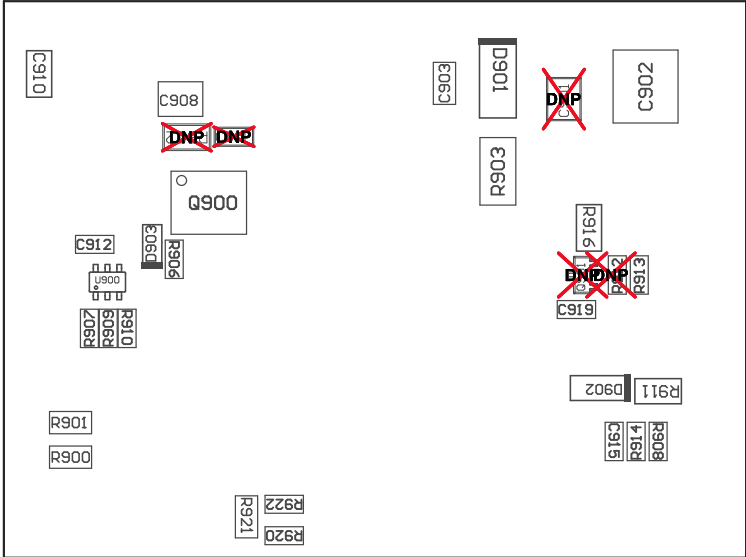 C910
C903
D901
C902
C908
DNP
DNP
DNP
R903
Q900
R916
C912
D903
R906
U900
DNP
DNP
R913
C919
R907
R909
R910
D902
R911
R901
C915
R914
R908
R900
R921
R922
R920